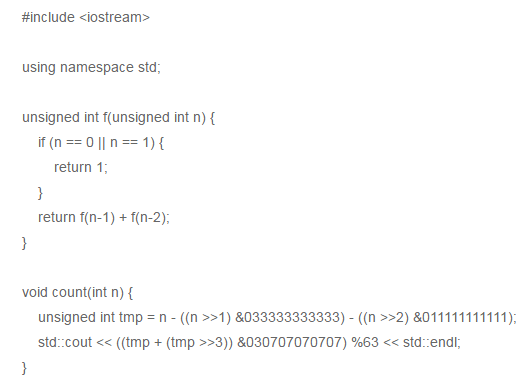 #include <iostream>
using namespace std;
unsigned int f(unsigned int n) {
if (n == 0 || n == 1) {
return 1;
}
return f(n-1) + f(n-2);
}
void count(int n) {
unsigned int tmp = n - ((n >>1) &033333333333) - ((n >>2) &011111111111);
std::cout << ((tmp + (tmp >>3)) &030707070707) %63 << std::endl;
}